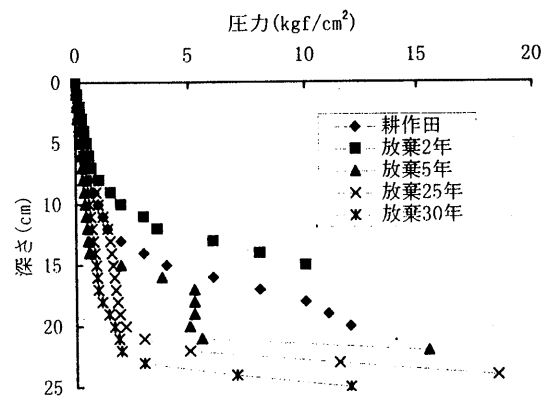 圧力(kgf/cm²)
0 5 10 15 20
0
5
10
15
20
25
深さ(cm)
耕作田
放棄2年
放棄5年
放棄25年
放棄30年